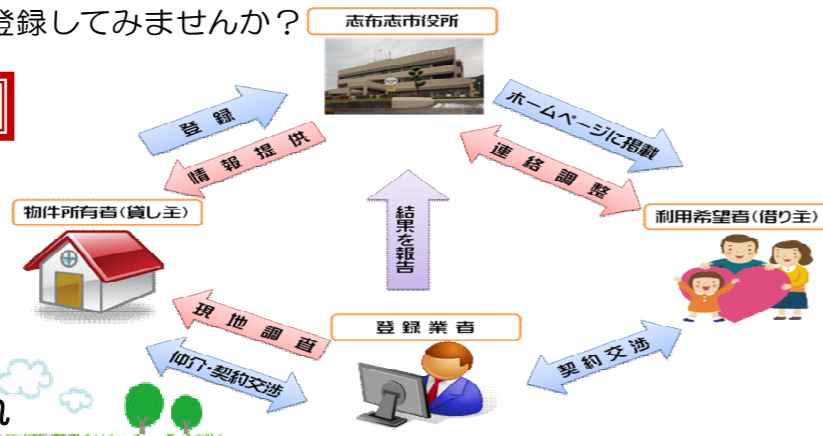 登録してみませんか？
志布志市役所
登録
情報提供
ホームページに掲載
連絡調整
物件所有者(貸し主)
利用希望者(借り主)
結果を報告
登録業者
現地調査
仲介・契約交渉
契約交渉